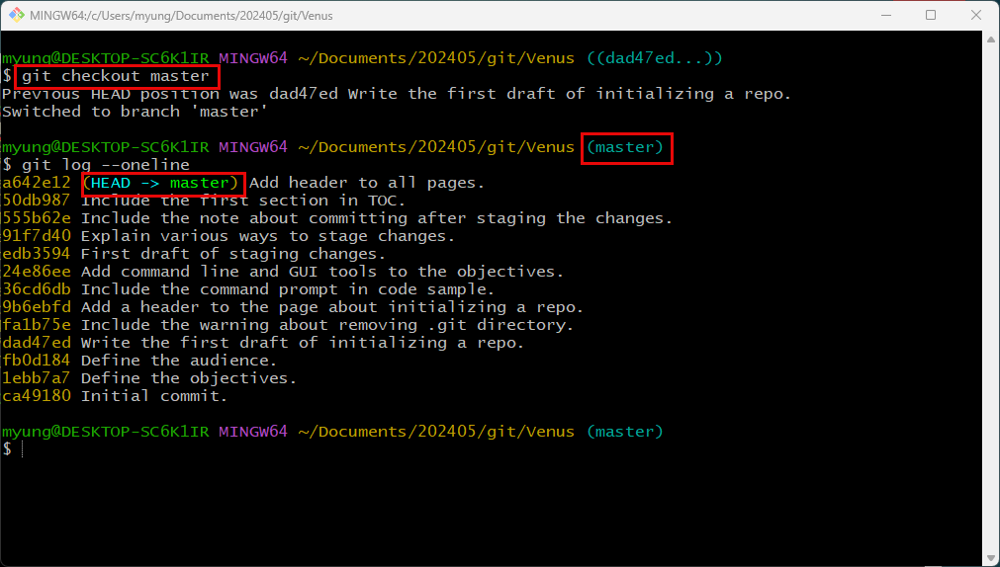 MINGW64:/c/Users/myung/Documents/202405/git/Venus
myung@DESKTOP-SC6K1IR MINGW64 ~/Documents/202405/git/Venus ((dad47ed...))
$ git checkout master
Previous HEAD position was dad47ed Write the first draft of initializing a repo.
Switched to branch 'master'
myung@DESKTOP-SC6K1IR MINGW64 ~/Documents/202405/git/Venus (master)
$ git log --oneline
a642e12 (HEAD -> master) Add header to all pages.
50db987 Include the first section in TOC.
555b62e Include the note about committing after staging the changes.
91f7d40 Explain various ways to stage changes.
edb3594 First draft of staging changes.
24e86ee Add command line and GUI tools to the objectives.
36cd6db Include the command prompt in code sample.
9b6ebfd Add a header to the page about initializing a repo.
fa1b75e Include the warning about removing .git directory.
dad47ed Write the first draft of initializing a repo.
fb0d184 Define the audience.
1ebb7a7 Define the objectives.
ca49180 Initial commit.
myung@DESKTOP-SC6K1IR MINGW64 ~/Documents/202405/git/Venus (master)
$